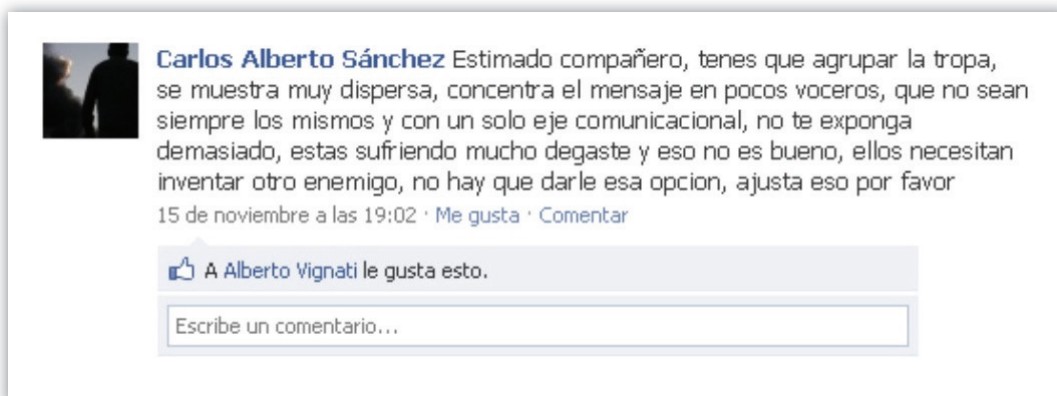 Carlos Alberto Sánchez Estimado compañero, tenes que agrupar la tropa,
se muestra muy dispersa, concentra el mensaje en pocos voceros, que no sean
siempre los mismos y con un solo eje comunicacional, no te exponga
demasiado, estas sufriendo mucho degaste y eso no es bueno, ellos necesitan
inventar otro enemigo, no hay que darle esa opcion, ajusta eso por favor
15 de noviembre a las 19:02 · Me gusta · Comentar
A Alberto Vignati le gusta esto.
Escribe un comentario...